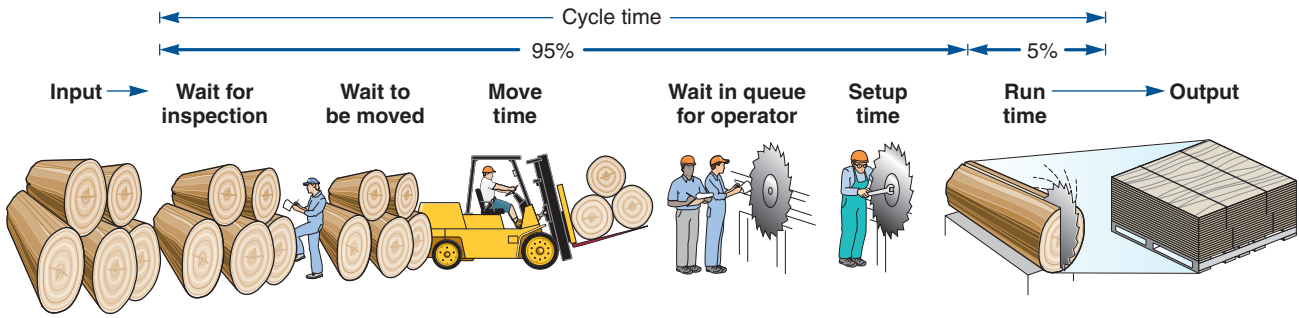 Cycle time
95%
5%
Input
Wait for
inspection
Wait to
be moved
Move
time
Wait in queue
for operator
Setup
time
Run
time
Output